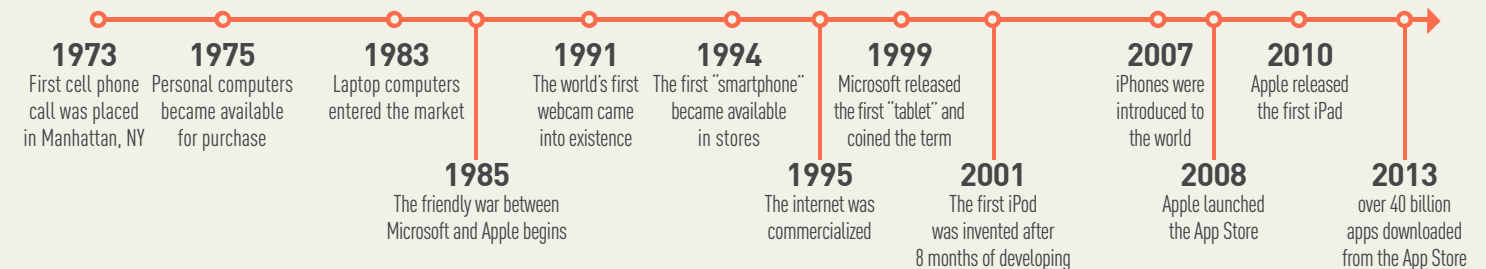 1973
First cell phone
call was placed
in Manhattan, NY
1975
Personal computers
became available
for purchase
1983
Laptop computers
entered the market
1985
The friendly war between
Microsoft and Apple begins
1991
The world's first
webcam came
into existence
1994
The first "smartphone"
became available
in stores
1995
The internet was
commercialized
1999
Microsoft released
the first "tablet" and
coined the term
2001
The first iPod
was invented after
8 months of developing
2007
iPhones were
introduced to
the world
2008
Apple launched
the App Store
2010
Apple released
the first iPad
2013
over 40 billion
apps downloaded
from the App Store